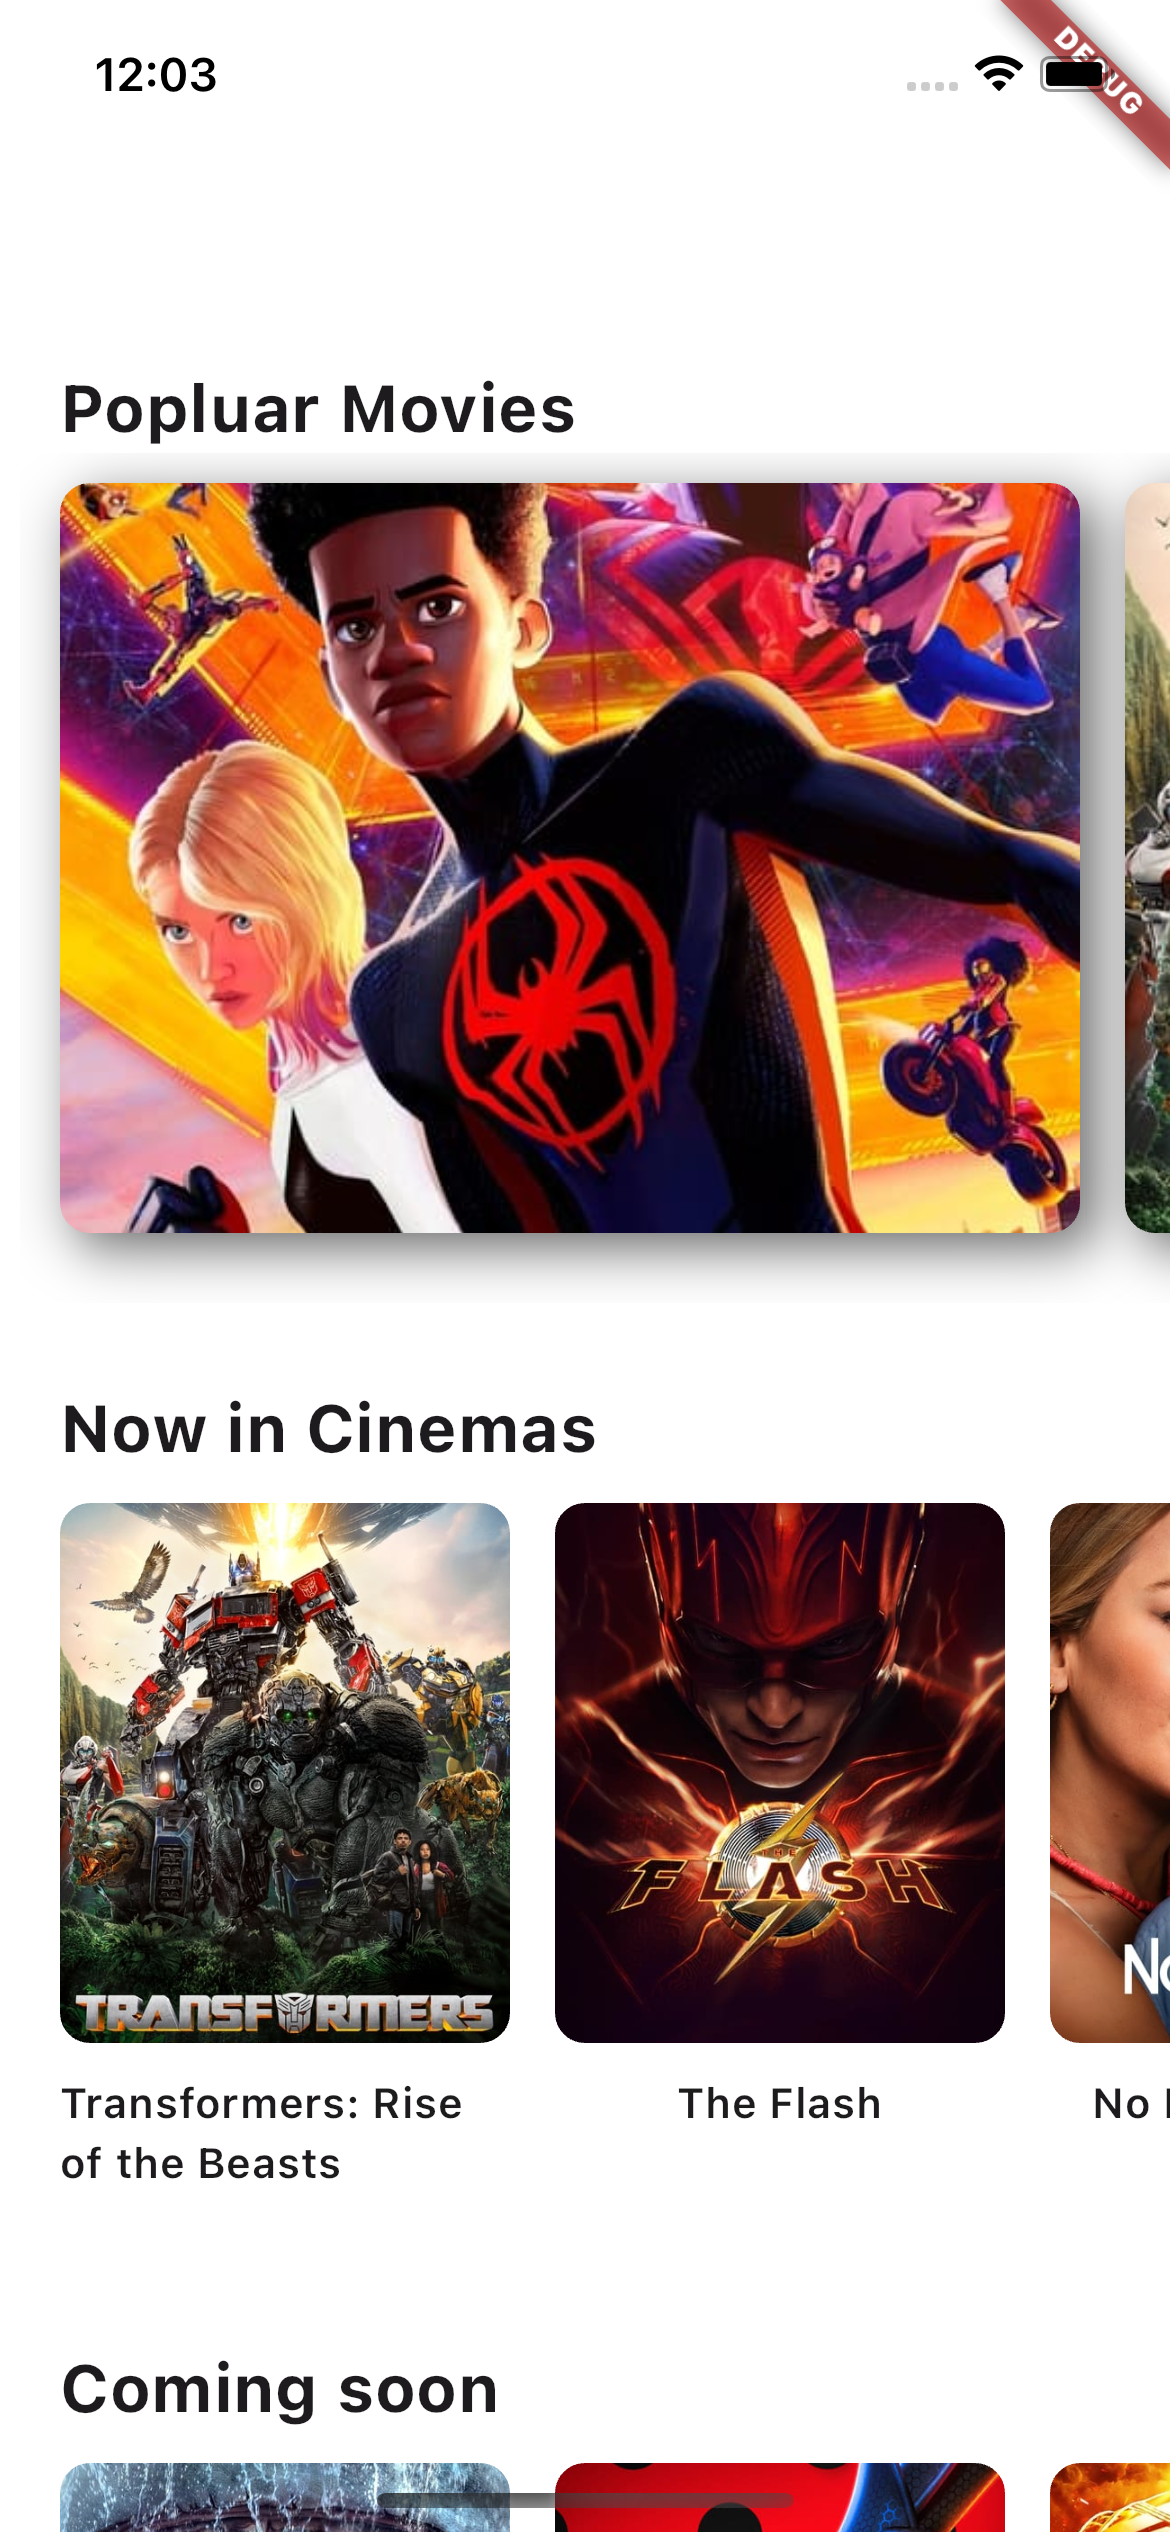 12:03
DEBUG
Popluar Movies
Now in Cinemas
TRANSFORMERS
THE
FLASH
No
Transformers: Rise
of the Beasts
The Flash
No
Coming soon